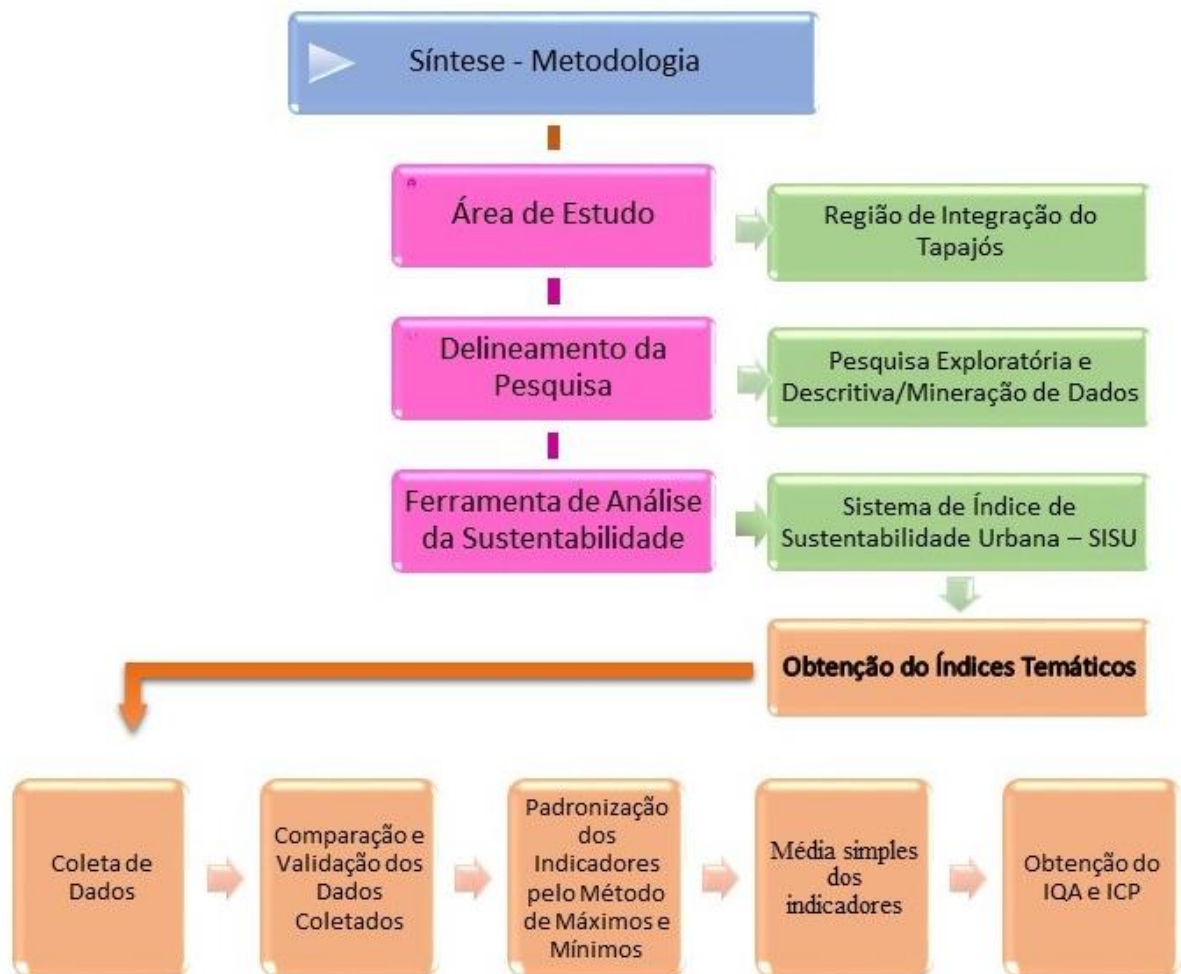 Síntese - Metodologia
Área de Estudo
Região de Integração do
Tapajós
Delineamento da
Pesquisa
Pesquisa Exploratória e
Descritiva/Mineração de Dados
Ferramenta de Análise
da Sustentabilidade
Sistema de Índice de
Sustentabilidade Urbana – SISU
Obtenção do Índices Temáticos
Coleta de
Dados
Comparação e
Validação dos
Dados
Coletados
Padronização
dos
Indicadores
pelo Método
de Máximos e
Mínimos
Média simples
dos
indicadores
Obtenção do
IQA e ICP